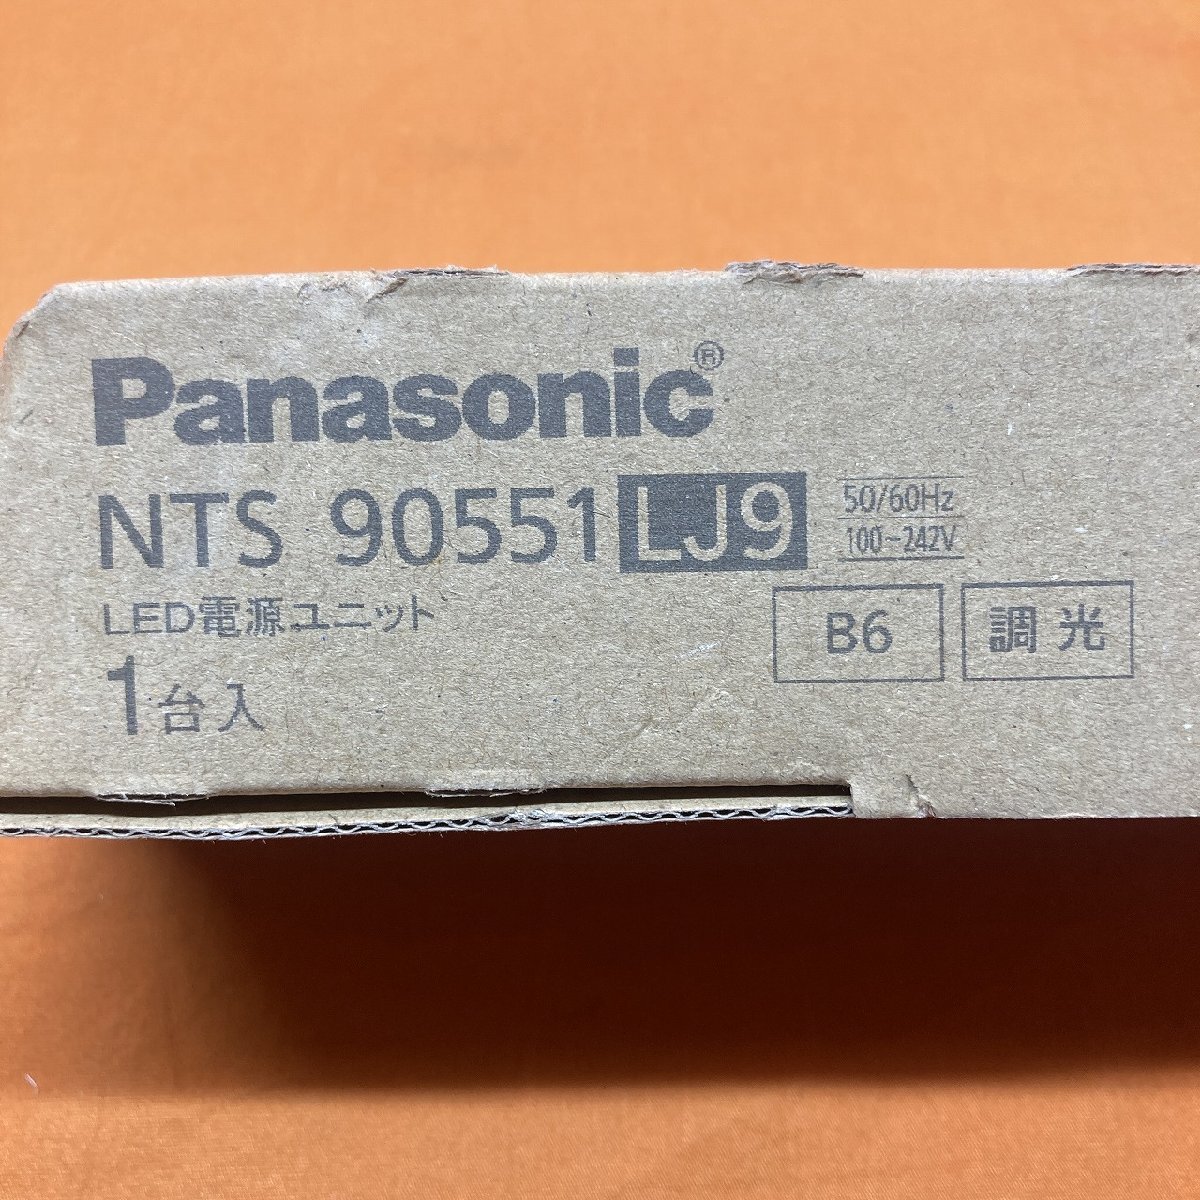 Panasonic®
NTS 90551 LJ9
50/60Hz
100~242V
LED電源ユニット
B6
調光
1台入